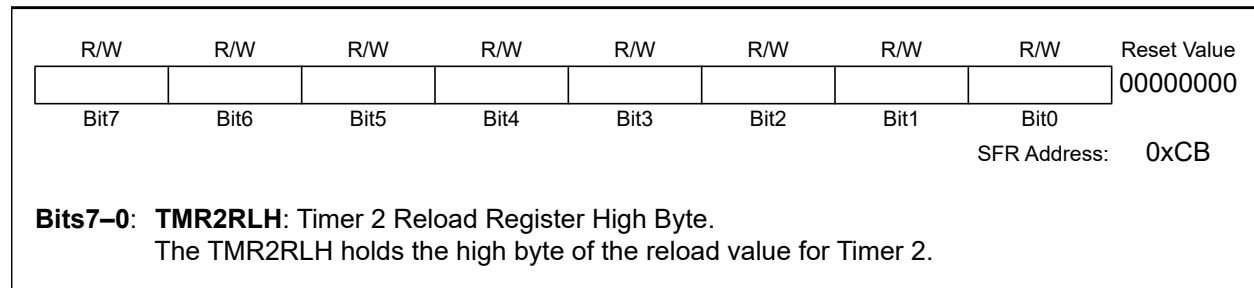 R/W R/W R/W R/W R/W R/W R/W R/W Reset Value
00000000
Bit7 Bit6 Bit5 Bit4 Bit3 Bit2 Bit1 Bit0
SFR Address: 0xCB
Bits7–0: TMR2RLH: Timer 2 Reload Register High Byte.
The TMR2RLH holds the high byte of the reload value for Timer 2.